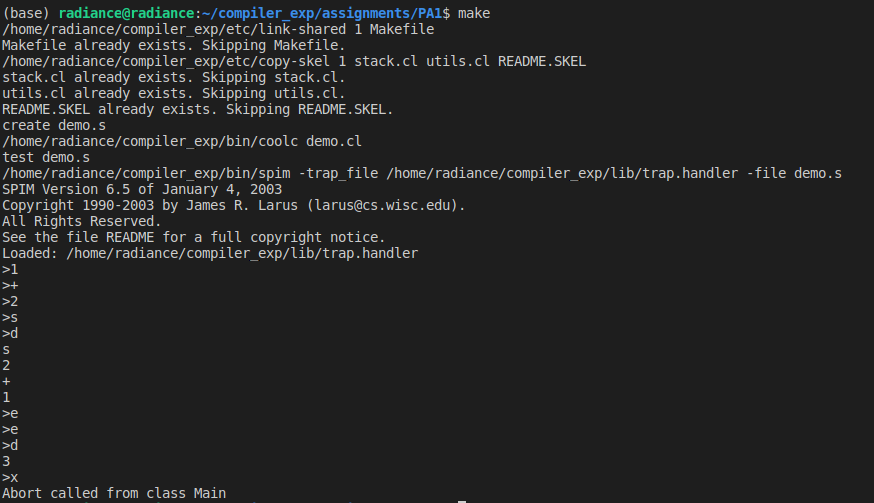 (base) radiance@radiance:~/compiler_exp/assignments/PA1$ make
/home/radiance/compiler_exp/etc/link-shared 1 Makefile
Makefile already exists. Skipping Makefile.
/home/radiance/compiler_exp/etc/copy-skel 1 stack.cl utils.cl README.SKEL
stack.cl already exists. Skipping stack.cl.
utils.cl already exists. Skipping utils.cl.
README.SKEL already exists. Skipping README.SKEL.
create demo.s
/home/radiance/compiler_exp/bin/coolc demo.cl
test demo.s
/home/radiance/compiler_exp/bin/spim -trap_file /home/radiance/compiler_exp/lib/trap.handler -file demo.s
SPIM Version 6.5 of January 4, 2003
Copyright 1990-2003 by James R. Larus (larus@cs.wisc.edu).
All Rights Reserved.
See the file README for a full copyright notice.
Loaded: /home/radiance/compiler_exp/lib/trap.handler
>1
>+
>2
>s
>d
s
2
+
1
>e
>e
>d
3
>x
Abort called from class Main